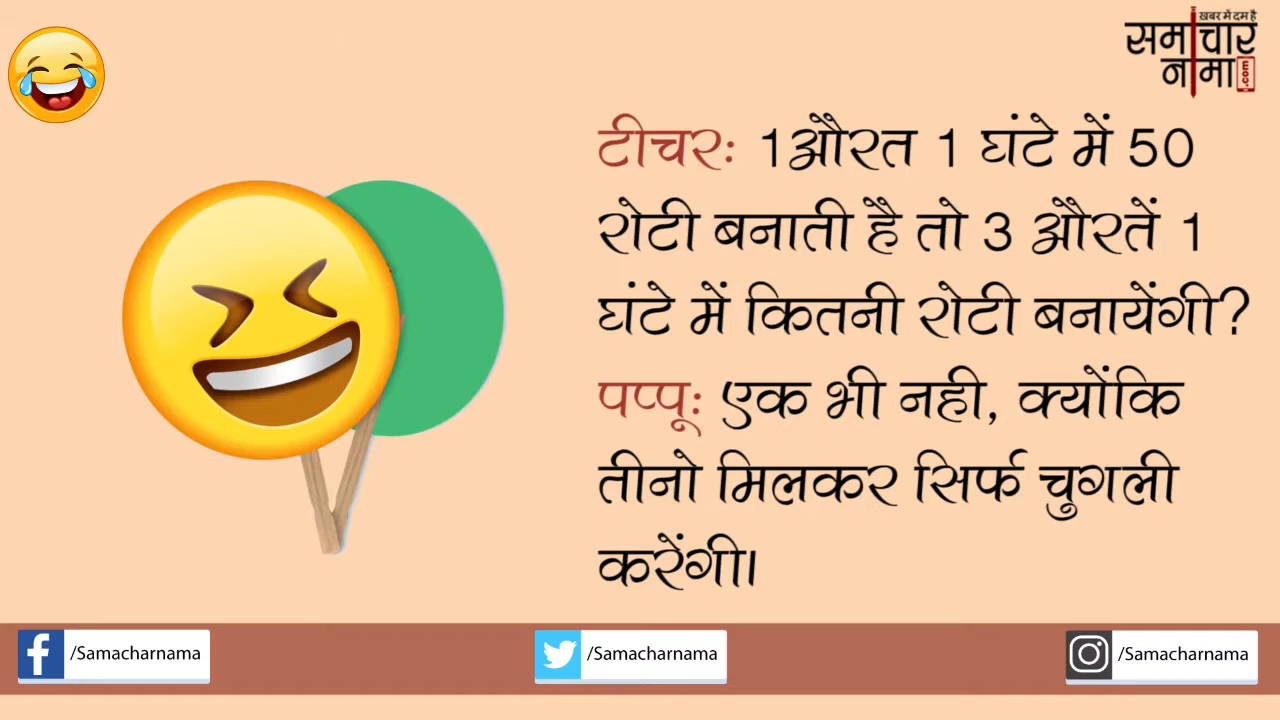 ख़बर में दम है
समाचार
नामा
.com
टीचर: 1औरत 1 घंटे में 50
रोटी बनाती है तो 3 औरतें 1
घंटे में कितनी रोटी बनायेंगी?
पप्पू: एक भी नही, क्योंकि
तीनो मिलकर सिर्फ चुगली
करेंगी।
/Samacharnama
/Samacharnama
/Samacharnama